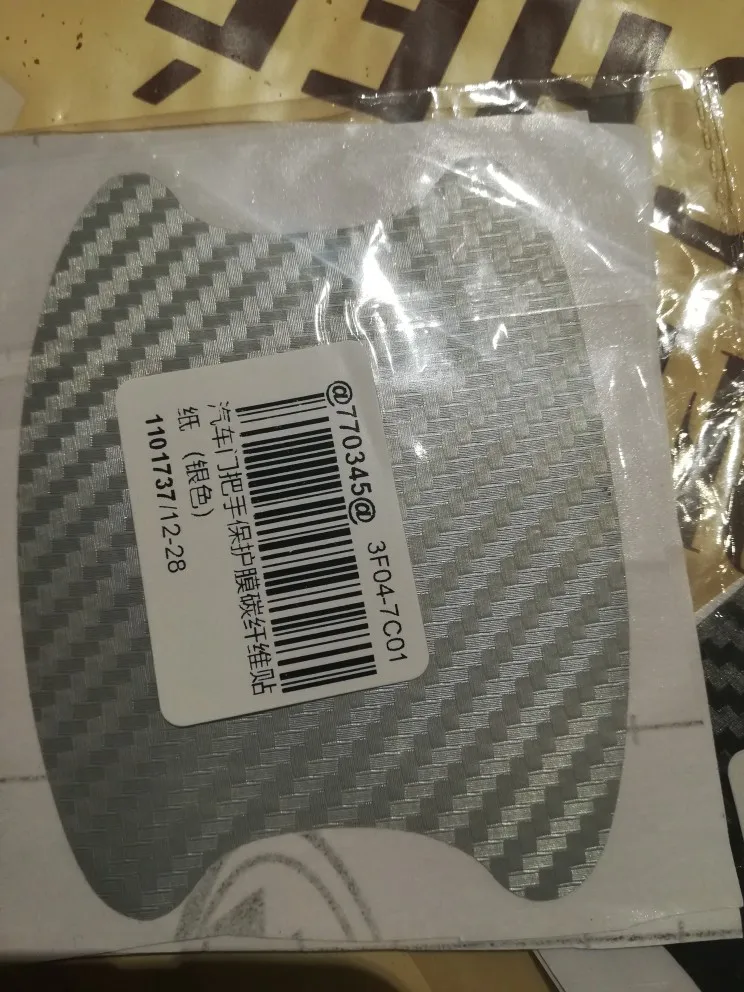 @770345@ 3F04-7C01
汽车门把手保护膜碳纤维贴
纸（银色）
1101737/12-28